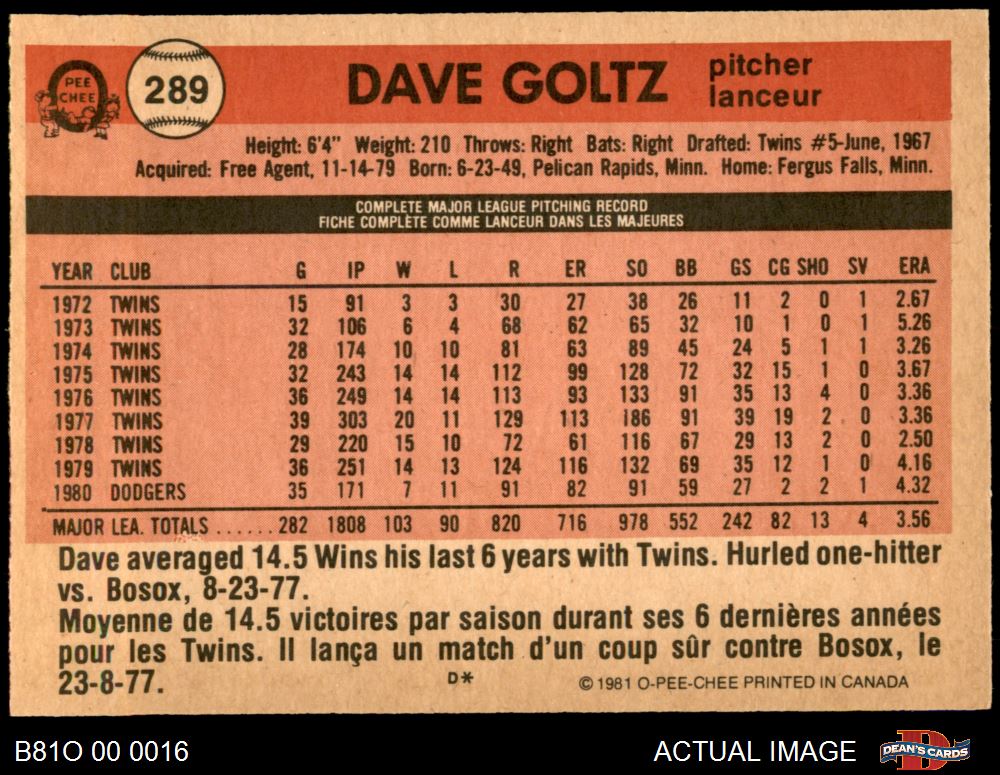 PEE
CHEE
289
DAVE GOLTZ
pitcher
lanceur
Height: 6'4" Weight: 210 Throws: Right Bats: Right Drafted: Twins #5-June, 1967
Acquired: Free Agent, 11-14-79 Born: 6-23-49, Pelican Rapids, Minn. Home: Fergus Falls, Minn.
COMPLETE MAJOR LEAGUE PITCHING RECORD
FICHE COMPLÈTE COMME LANCEUR DANS LES MAJEURES
YEAR CLUB G IP W L R ER SO BB GS CG SHO SV ERA
1972 TWINS 15 91 3 3 30 27 38 26 11 2 0 1 2.67
1973 TWINS 32 106 6 4 68 62 65 32 10 1 0 1 5.26
1974 TWINS 28 174 10 10 81 63 89 45 24 5 1 1 3.26
1975 TWINS 32 243 14 14 112 99 128 72 32 15 1 0 3.67
1976 TWINS 36 249 14 14 113 93 133 91 35 13 4 0 3.36
1977 TWINS 39 303 20 11 129 113 186 91 39 19 2 0 3.36
1978 TWINS 29 220 15 10 72 61 116 67 29 13 2 0 2.50
1979 TWINS 36 251 14 13 124 116 132 69 35 12 1 0 4.16
1980 DODGERS 35 171 7 11 91 82 91 59 27 2 2 1 4.32
MAJOR LEA. TOTALS ...... 282 1808 103 90 820 716 978 552 242 82 13 4 3.56
Dave averaged 14.5 Wins his last 6 years with Twins. Hurled one-hitter
vs. Bosox, 8-23-77.
Moyenne de 14.5 victoires par saison durant ses 6 dernières années
pour les Twins. Il lança un match d'un coup sûr contre Bosox, le
23-8-77.
D*
© 1981 O-PEE-CHEE PRINTED IN CANADA
B81O 00 0016
ACTUAL IMAGE
DEAN'S CARDS